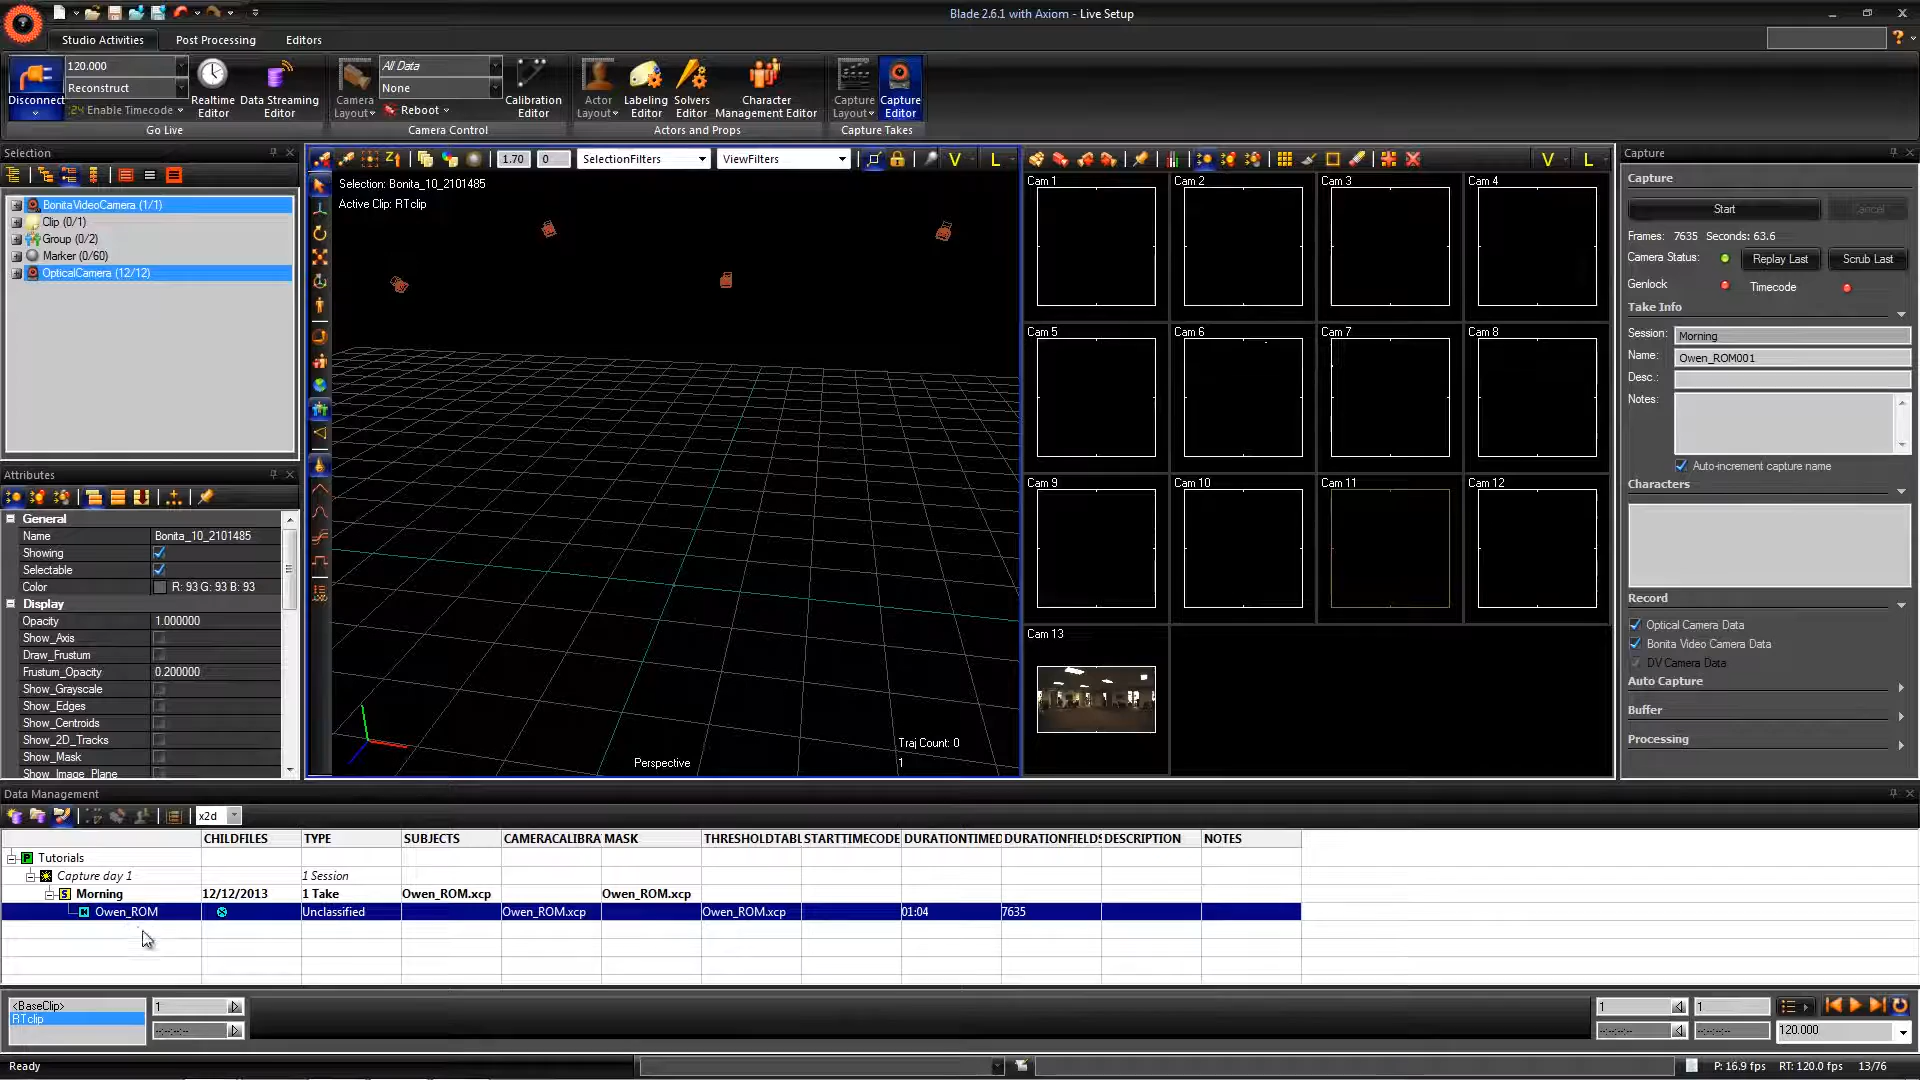 Blade 2.6.1 with Axiom - Live Setup
Studio Activities Post Processing Editors
120.000 All Data
Reconstruct None
Disconnect Realtime Editor Data Streaming Editor Camera Layout Reboot Calibration Editor Actor Layout Labeling Editor Solvers Editor Character Management Editor Capture Layout Capture Editor
Enable Timecode
Go Live Camera Control Actors and Props Capture Takes
Selection
BonitaVideoCamera (1/1)
Clip (0/1)
Group (0/2)
Marker (0/60)
OpticalCamera (12/12)
Attributes
General
Name Bonita_10_2101485
Showing
Selectable
Color R: 93 G: 93 B: 93
Display
Opacity 1.000000
Show_Axis
Draw_Frustum
Frustum_Opacity 0.200000
Show_Grayscale
Show_Edges
Show_Centroids
Show_2D_Tracks
Show_Mask
Show_Image_Plane
1.70 0 SelectionFilters ViewFilters V L
Selection: Bonita_10_2101485
Active Clip: RTclip
Traj Count: 0
Perspective 1
V L
Cam 1 Cam 2 Cam 3 Cam 4
Cam 5 Cam 6 Cam 7 Cam 8
Cam 9 Cam 10 Cam 11 Cam 12
Cam 13
Capture
Capture
Start Cancel
Frames: 7635 Seconds: 63.6
Camera Status: Replay Last Scrub Last
Genlock Timecode
Take Info
Session: Morning
Name: Owen_ROM001
Desc.:
Notes:
Auto-increment capture name
Characters
Record
Optical Camera Data
Bonita Video Camera Data
DV Camera Data
Auto Capture
Buffer
Processing
Data Management
x2d
CHILDFILES TYPE SUBJECTS CAMERACALIBRA MASK THRESHOLDTABL STARTTIMECODE DURATIONTIMED DURATIONFIELDS DESCRIPTION NOTES
P Tutorials
Capture day 1 1 Session
S Morning 12/12/2013 1 Take Owen_ROM.xcp Owen_ROM.xcp
Owen_ROM Unclassified Owen_ROM.xcp Owen_ROM.xcp 01:04 7635
<BaseClip> 1 1 1
RTclip --:--:--:-- --:--:--:-- --:--:--:-- 120.000
Ready P: 16.9 fps RT: 120.0 fps 13/76